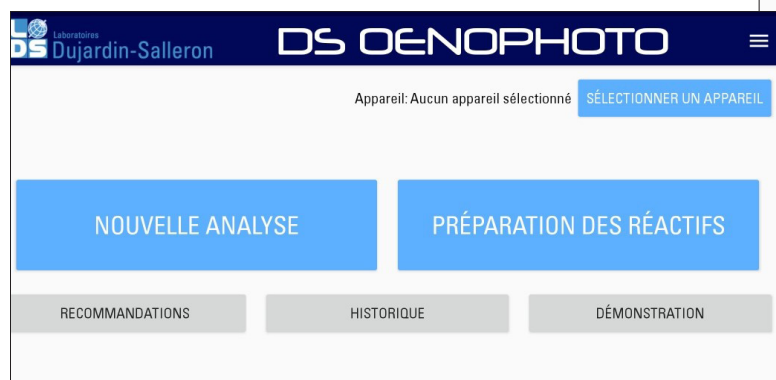 LDS Laboratoires
Dujardin-Salleron
DS OENOPHOTO
Appareil: Aucun appareil sélectionné SÉLECTIONNER UN APPAREIL
NOUVELLE ANALYSE PRÉPARATION DES RÉACTIFS
RECOMMANDATIONS HISTORIQUE DÉMONSTRATION